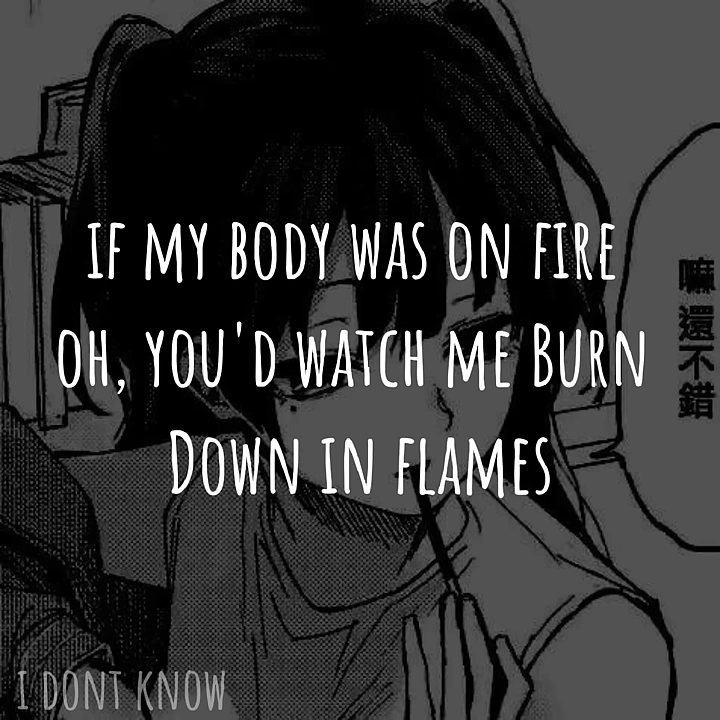 IF MY BODY WAS ON FIRE
OH, YOU'D WATCH ME BURN
DOWN IN FLAMES
嘛還不錯
I DONT KNOW